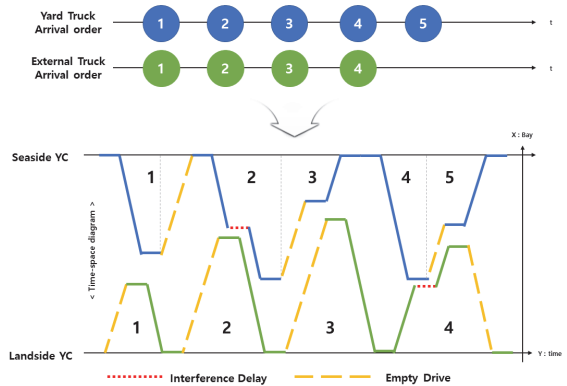 Yard Truck
Arrival order
1 2 3 4 5
t
External Truck
Arrival order
1 2 3 4
t
X : Bay
Seaside YC
1 2 3 4 5
< Time-space diagram >
1 2 3 4
Landside YC
Y : time
Interference Delay
Empty Drive